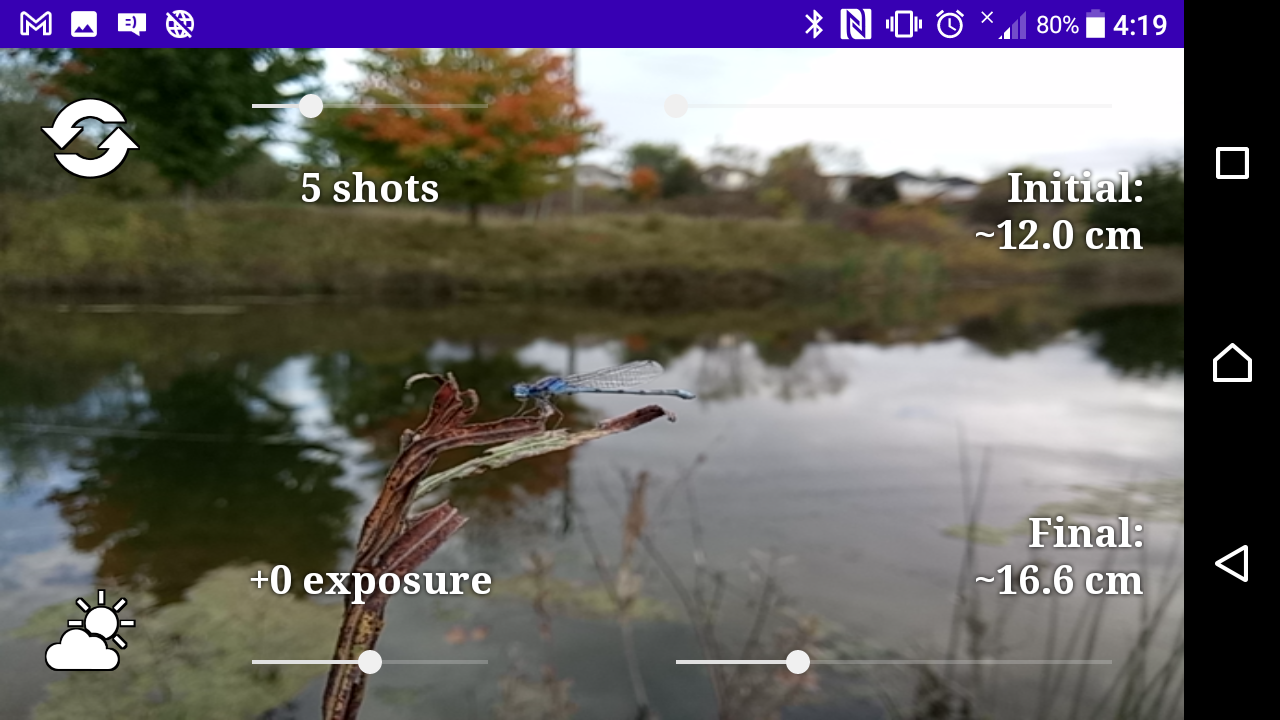 80% 4:19
5 shots
Initial:
~12.0 cm
Final:
~16.6 cm
+0 exposure